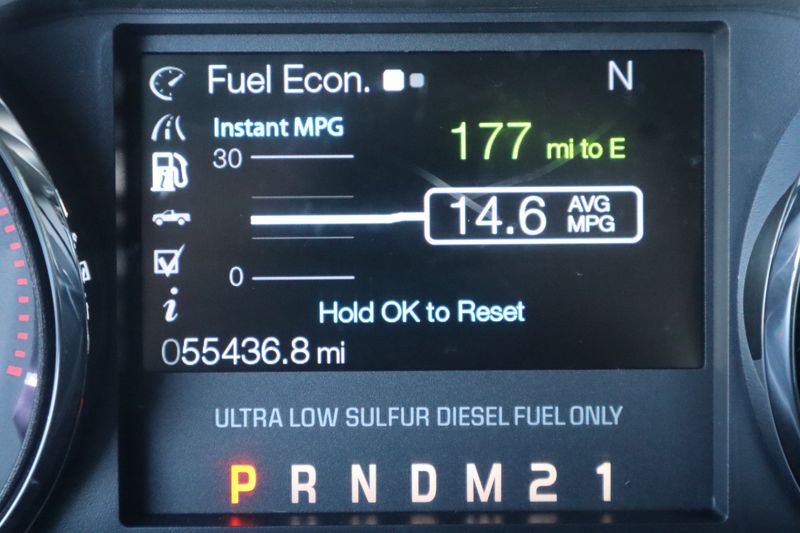 Fuel Econ.
N
Instant MPG
177 mi to E
30
14.6 AVG MPG
0
Hold OK to Reset
055436.8 mi
ULTRA LOW SULFUR DIESEL FUEL ONLY
P R N D M 2 1